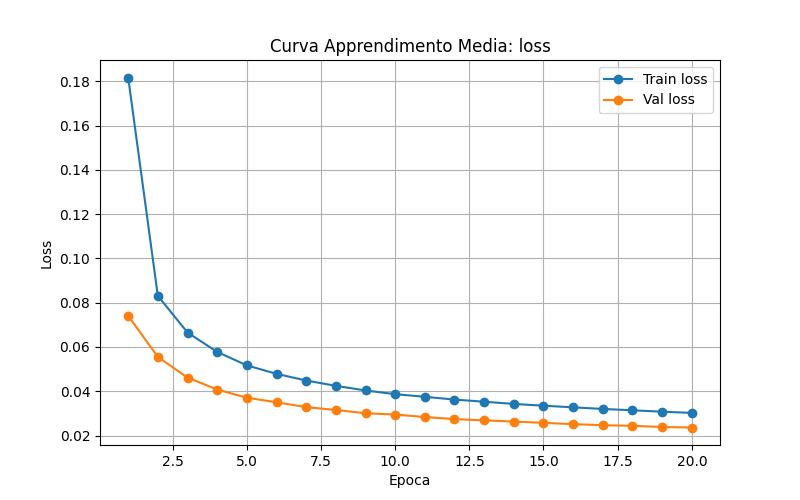 Curva Apprendimento Media: loss
Train loss
Val loss
Loss
0.18
0.16
0.14
0.12
0.10
0.08
0.06
0.04
0.02
2.5 5.0 7.5 10.0 12.5 15.0 17.5 20.0
Epoca